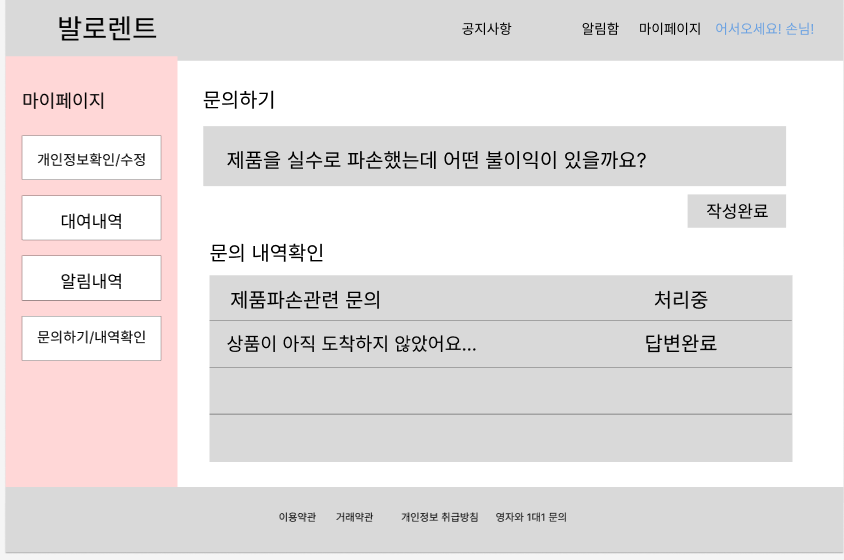 발로렌트
공지사항 알림함 마이페이지 어서오세요! 손님!
마이페이지
개인정보확인/수정
대여내역
알림내역
문의하기/내역확인
문의하기
제품을 실수로 파손했는데 어떤 불이익이 있을까요?
작성완료
문의 내역확인
제품파손관련 문의 처리중
상품이 아직 도착하지 않았어요... 답변완료
이용약관 거래약관 개인정보 취급방침 영자와 1대1 문의